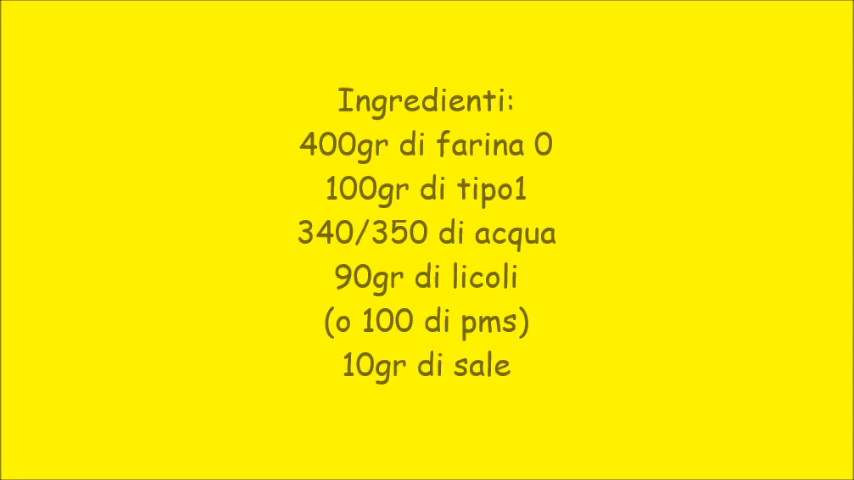 Ingredienti:
400gr di farina 0
100gr di tipo1
340/350 di acqua
90gr di licoli
(o 100 di pms)
10gr di sale